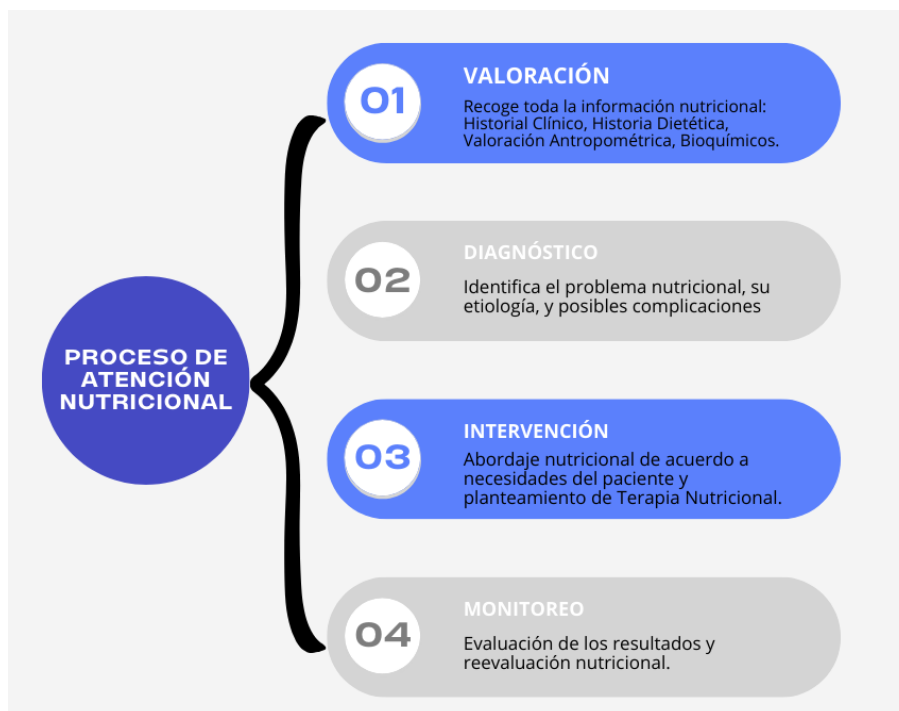 PROCESO DE
ATENCIÓN
NUTRICIONAL
01
VALORACIÓN
Recoge toda la información nutricional:
Historial Clínico, Historia Dietética,
Valoración Antropométrica, Bioquímicos.
02
DIAGNÓSTICO
Identifica el problema nutricional, su
etiología, y posibles complicaciones
03
INTERVENCIÓN
Abordaje nutricional de acuerdo a
necesidades del paciente y
planteamiento de Terapia Nutricional.
04
MONITOREO
Evaluación de los resultados y
reevaluación nutricional.